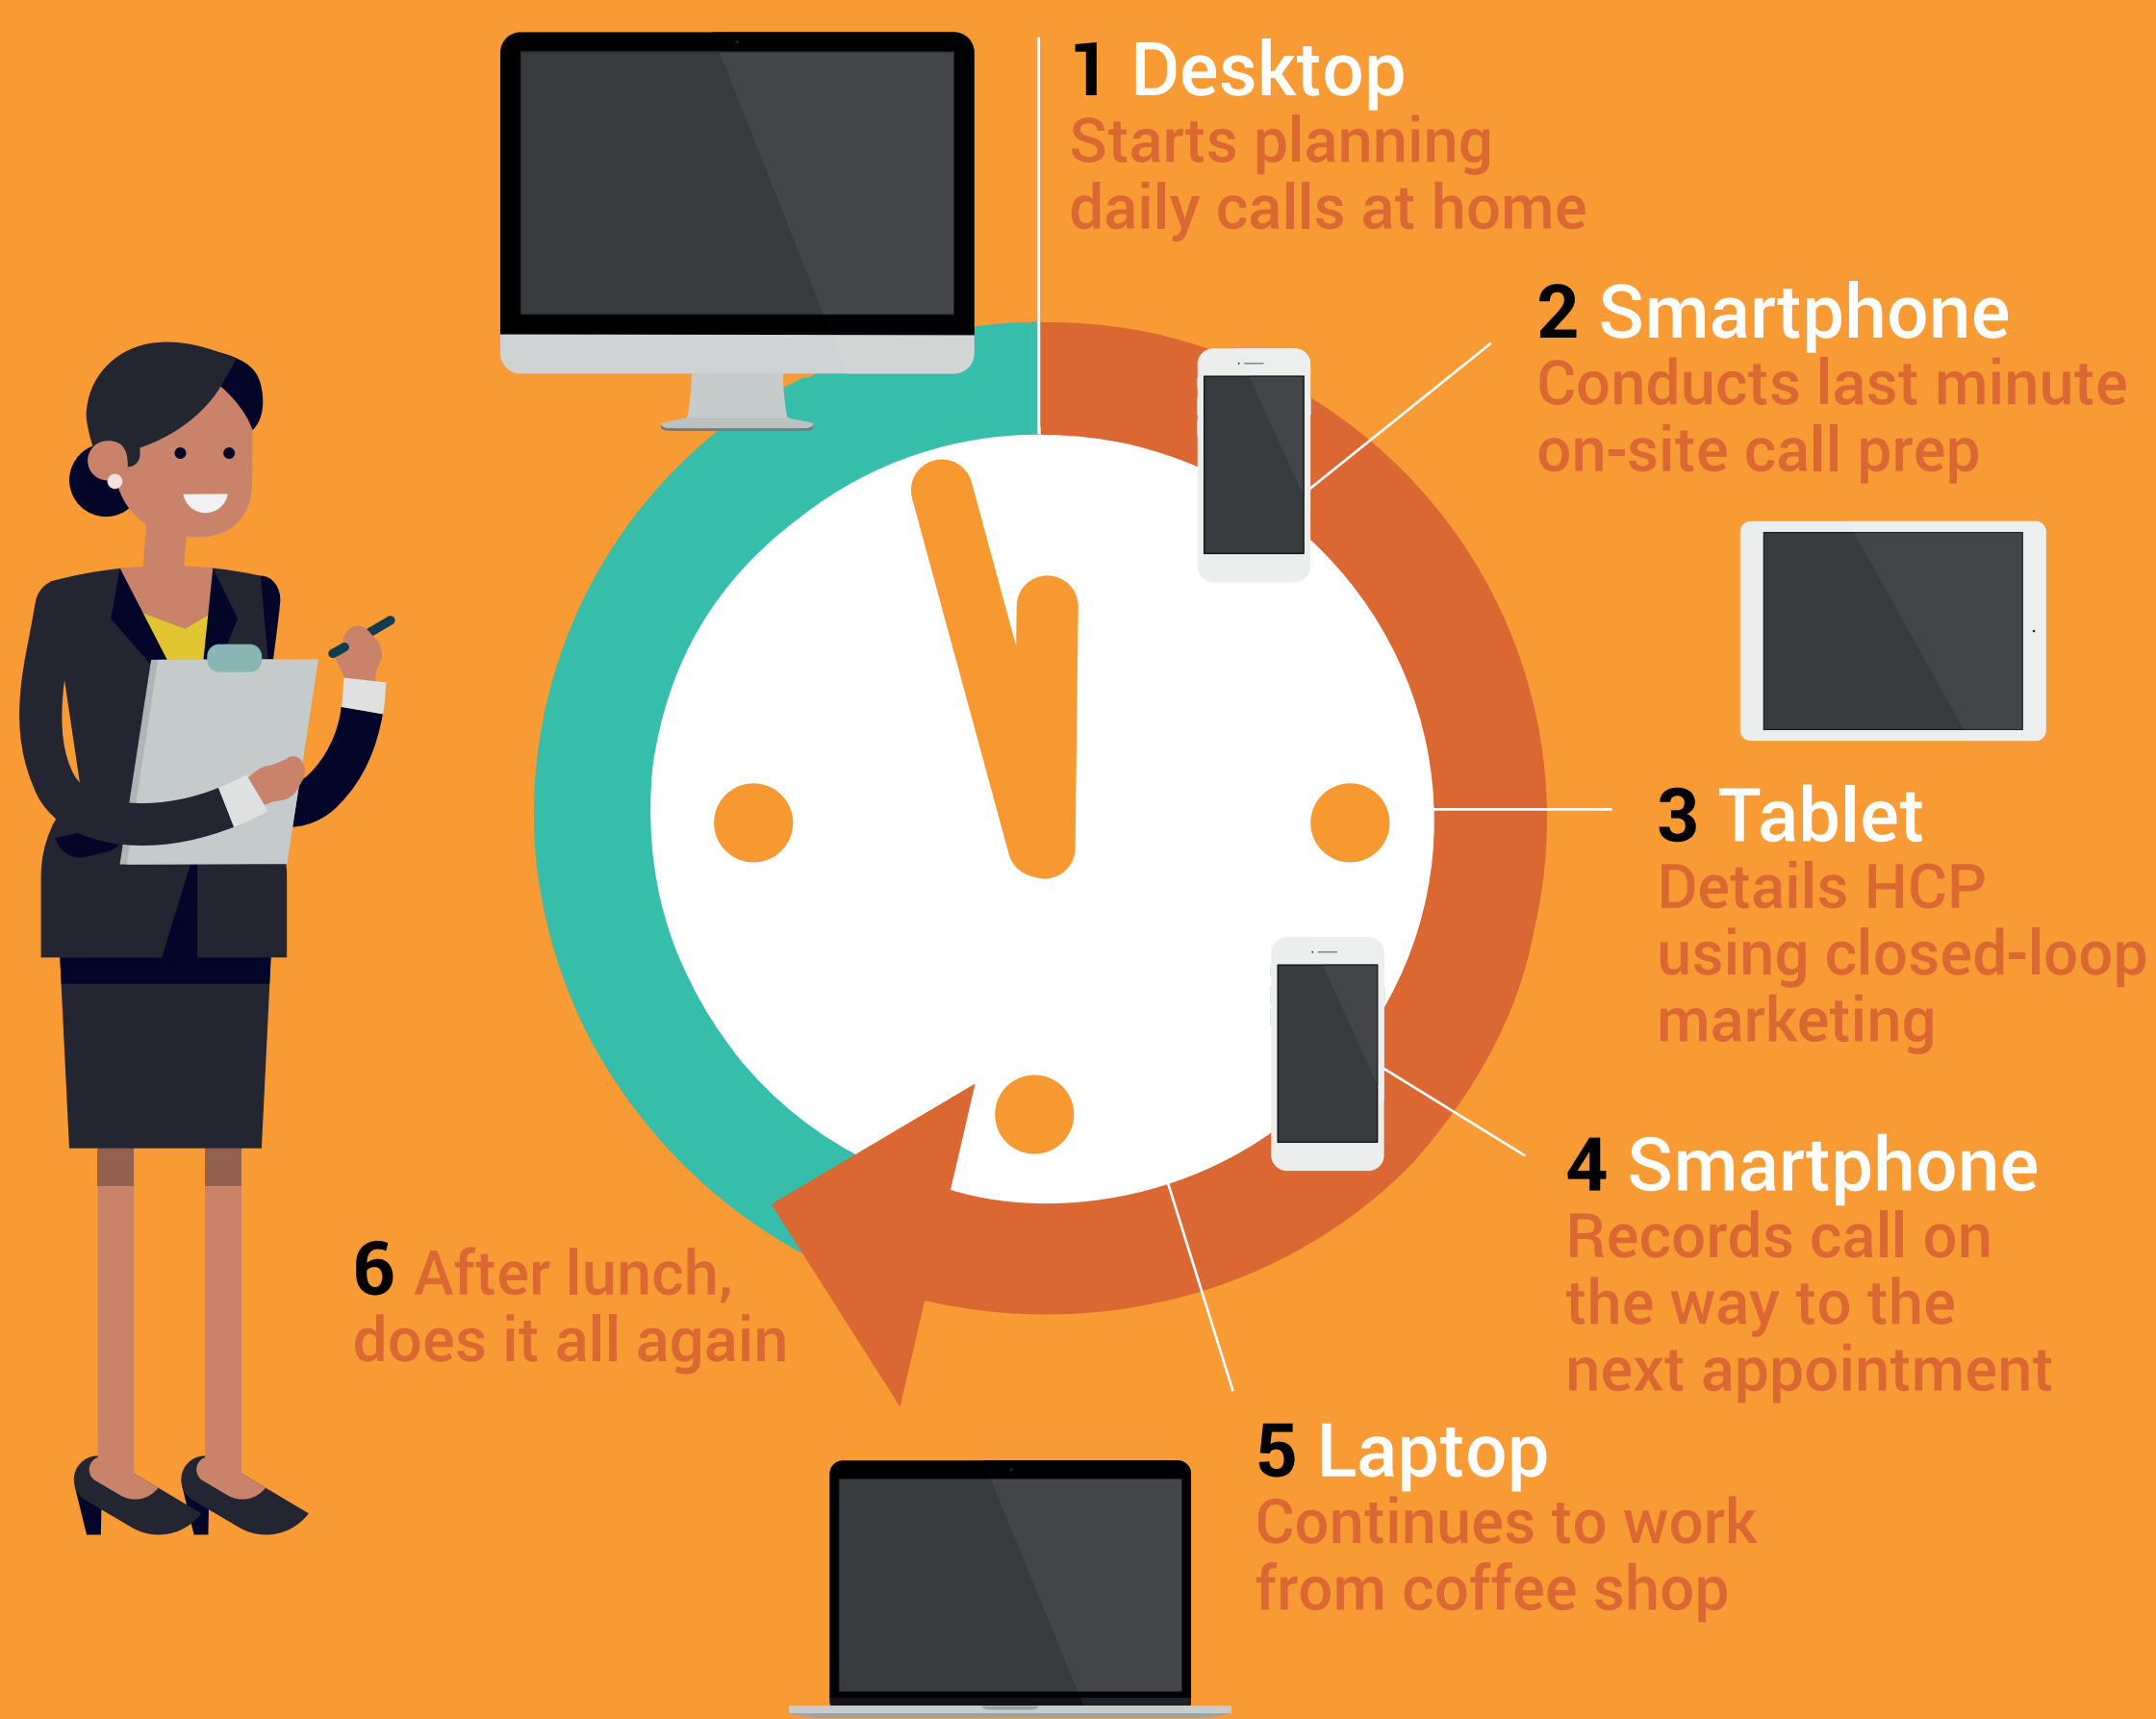 1 Desktop
Starts planning
daily calls at home
2 Smartphone
Conducts last minute
on-site call prep
3 Tablet
Details HCP
using closed-loop
marketing
4 Smartphone
Records call on
the way to the
next appointment
5 Laptop
Continues to work
from coffee shop
6 After lunch,
does it all again